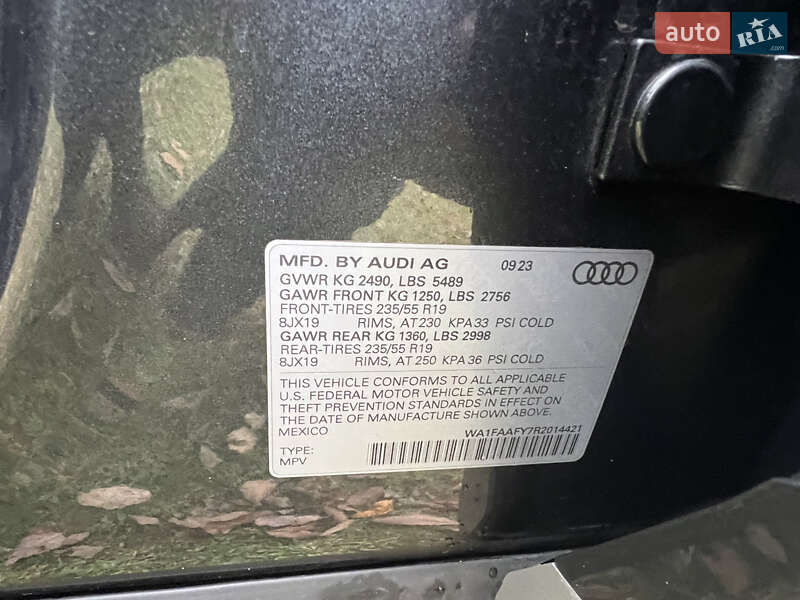 auto RIA.com
MFD. BY AUDI AG 09 23
GVWR KG 2490, LBS 5489
GAWR FRONT KG 1250, LBS 2756
FRONT-TIRES 235/55 R19
8JX19 RIMS, AT 230 KPA 33 PSI COLD
GAWR REAR KG 1360, LBS 2998
REAR-TIRES 235/55 R19
8JX19 RIMS, AT 250 KPA 36 PSI COLD
THIS VEHICLE CONFORMS TO ALL APPLICABLE
U.S. FEDERAL MOTOR VEHICLE SAFETY AND
THEFT PREVENTION STANDARDS IN EFFECT ON
THE DATE OF MANUFACTURE SHOWN ABOVE.
MEXICO WA1FAAFY7R2014421
TYPE:
MPV